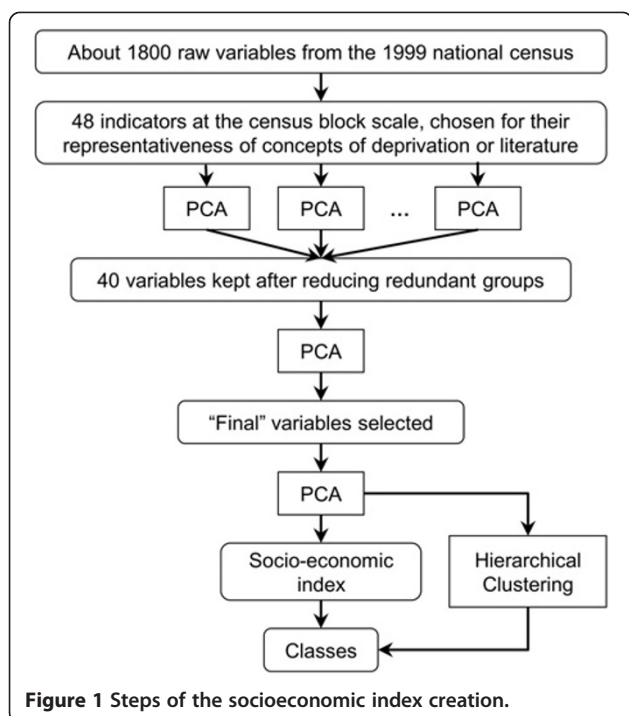 About 1800 raw variables from the 1999 national census
48 indicators at the census block scale, chosen for their
representativeness of concepts of deprivation or literature
PCA PCA ... PCA
40 variables kept after reducing redundant groups
PCA
“Final” variables selected
PCA
Socio-economic
index
Hierarchical
Clustering
Classes
Figure 1 Steps of the socioeconomic index creation.